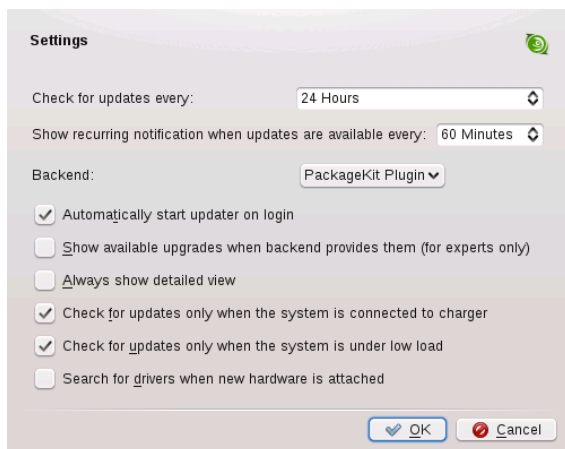 Settings
Check for updates every: 24 Hours
Show recurring notification when updates are available every: 60 Minutes
Backend: PackageKit Plugin
Automatically start updater on login
Show available upgrades when backend provides them (for experts only)
Always show detailed view
Check for updates only when the system is connected to charger
Check for updates only when the system is under low load
Search for drivers when new hardware is attached
OK Cancel